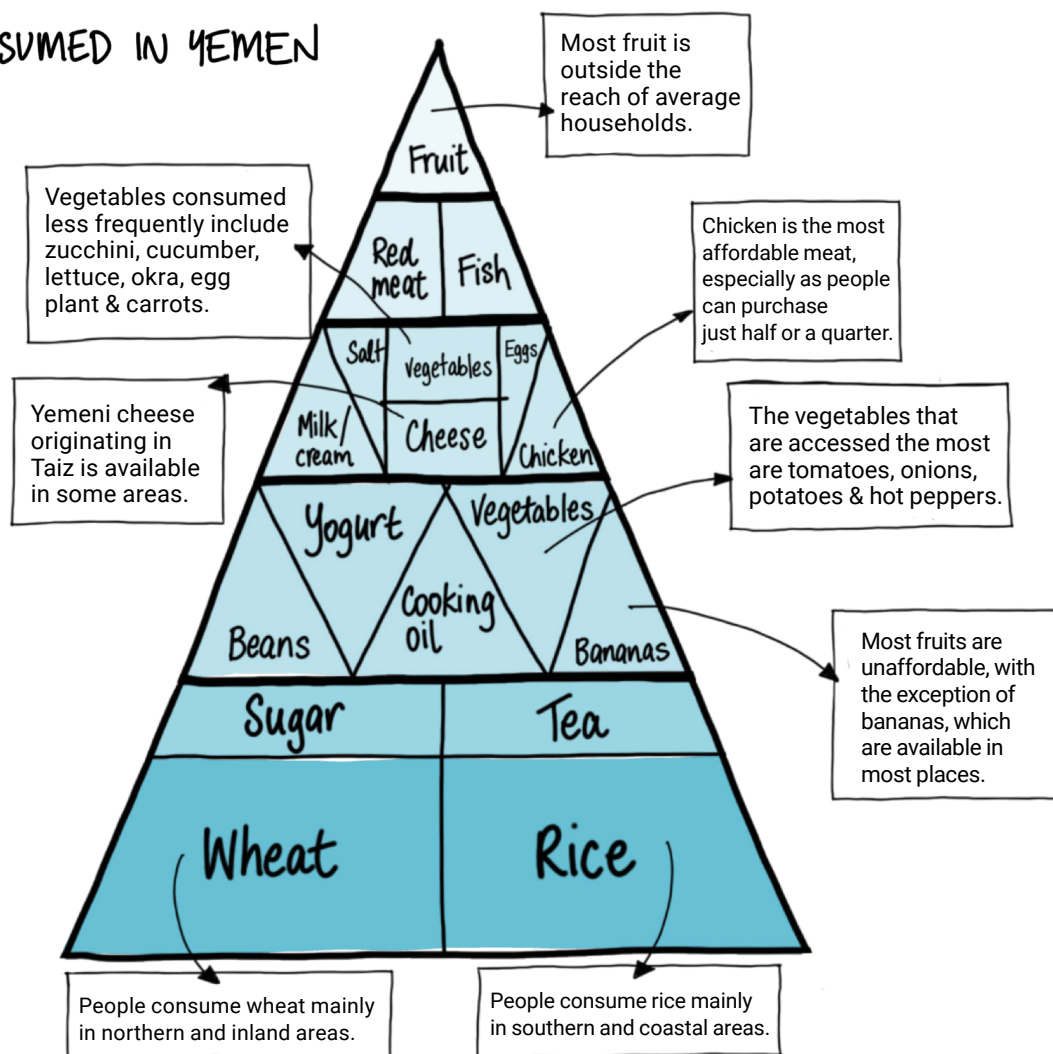 SUMED IN YEMEN
Most fruit is
outside the
reach of average
households.
Fruit
Vegetables consumed
less frequently include
zucchini, cucumber,
lettuce, okra, egg
plant & carrots.
Red
meat
Fish
Chicken is the most
affordable meat,
especially as people
can purchase
just half or a quarter.
Salt
Vegetables
Eggs
Milk/
cream
Cheese
Chicken
Yemeni cheese
originating in
Taiz is available
in some areas.
The vegetables that
are accessed the most
are tomatoes, onions,
potatoes & hot peppers.
Yogurt
Vegetables
Beans
Cooking
oil
Bananas
Most fruits are
unaffordable, with
the exception of
bananas, which
are available in
most places.
Sugar
Tea
Wheat
Rice
People consume wheat mainly
in northern and inland areas.
People consume rice mainly
in southern and coastal areas.